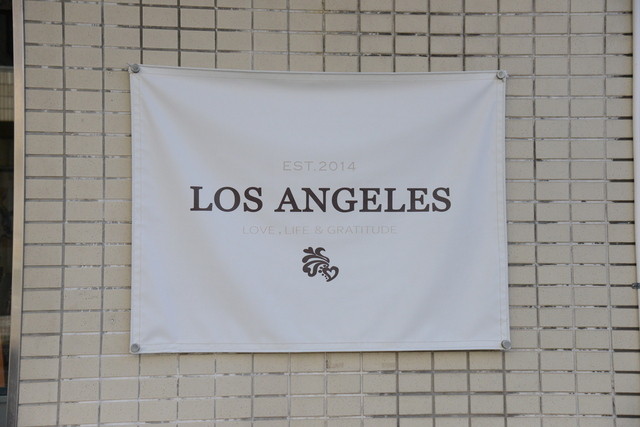 EST.2014
LOS ANGELES
LOVE, LIFE & GRATITUDE